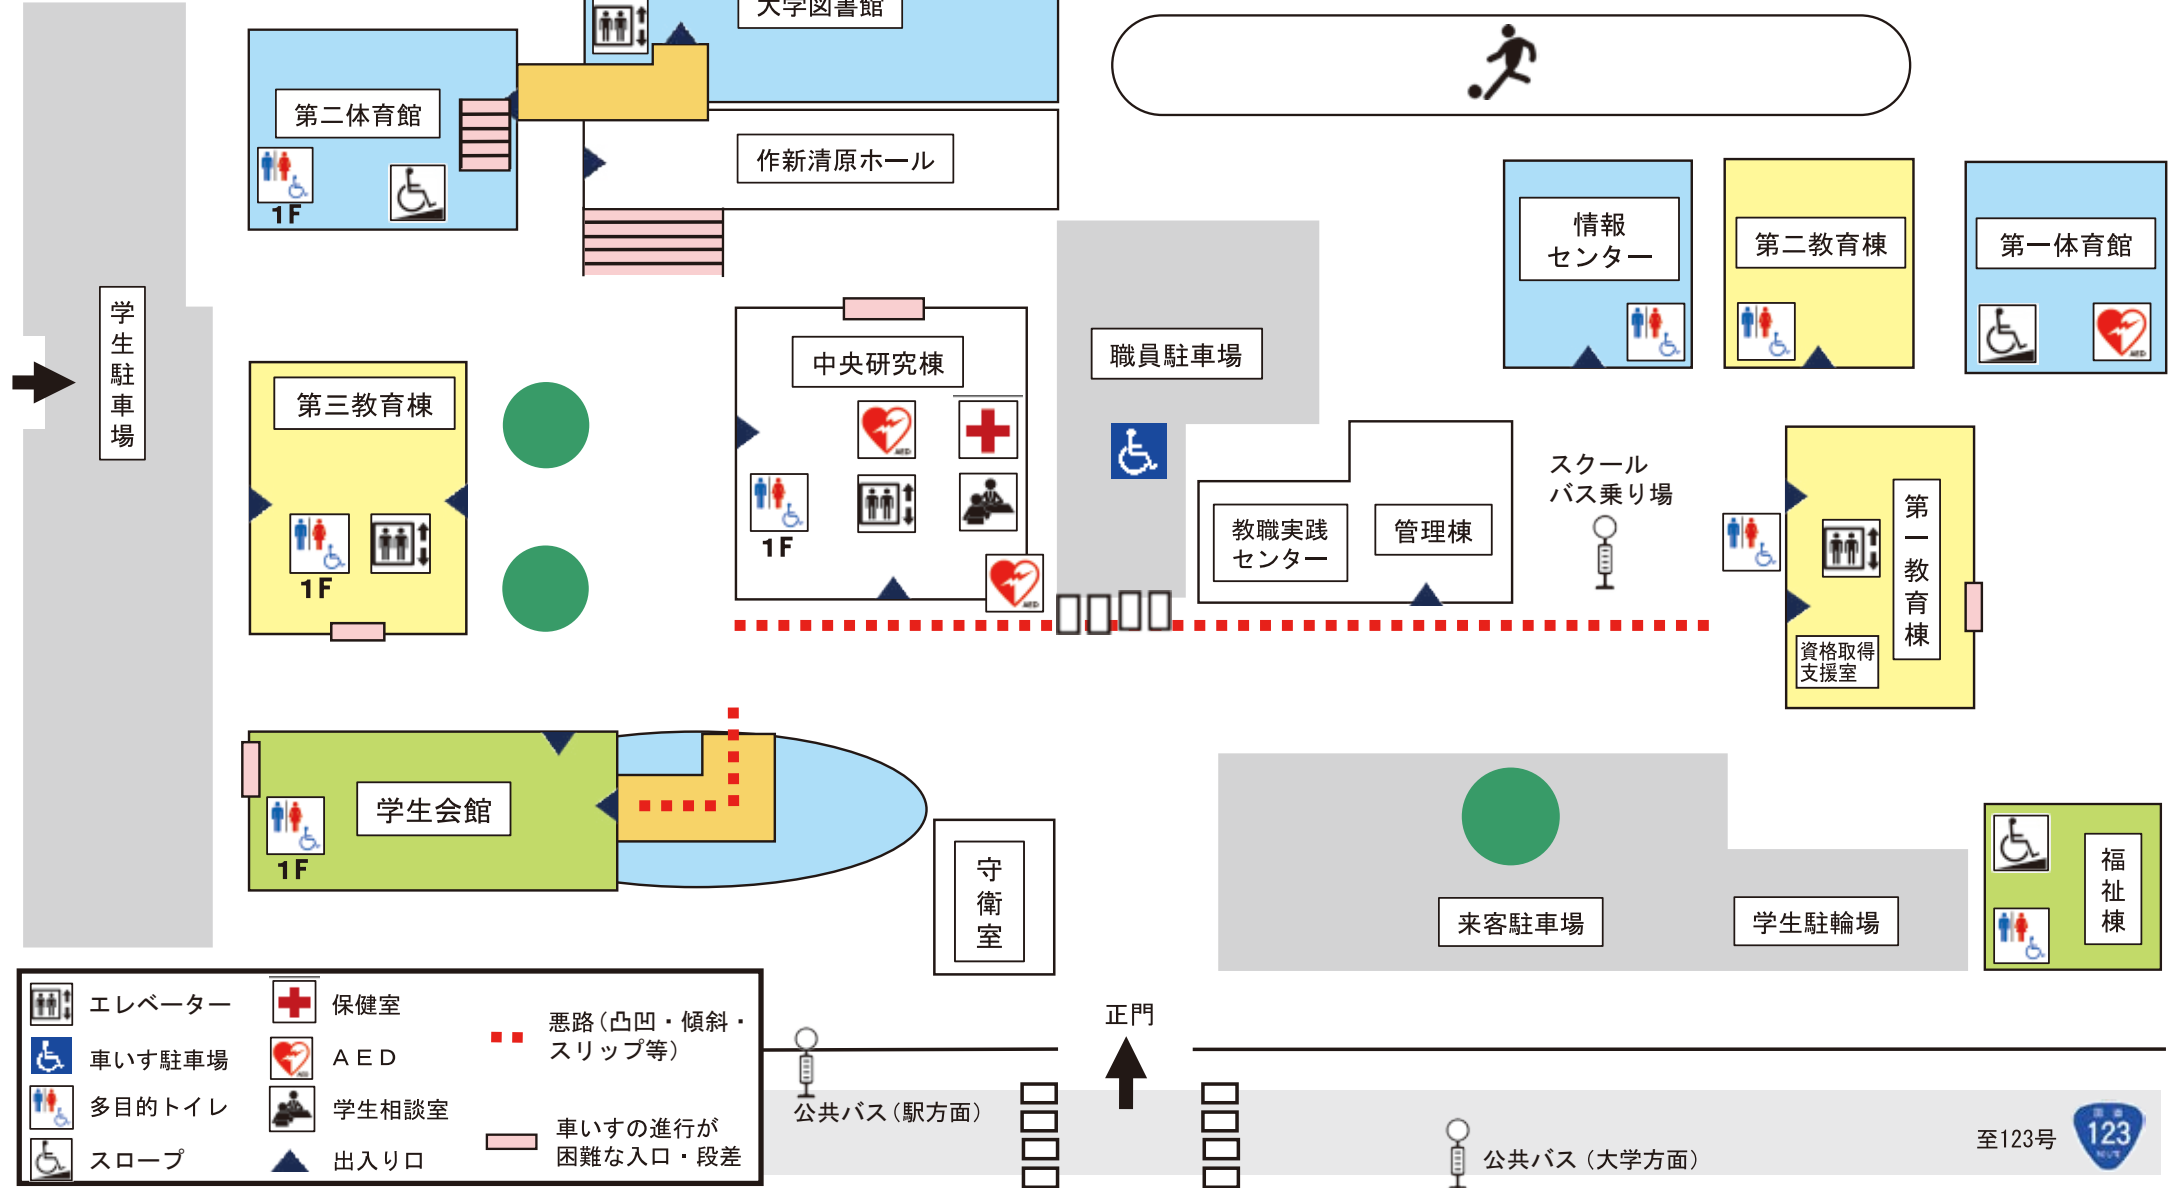 大学図書館
第二体育館
1F
作新清原ホール
情報
センター
第二教育棟
第一体育館
学生駐車場
職員駐車場
中央研究棟
AED
1F
AED
第三教育棟
1F
教職実践
センター
管理棟
スクール
バス乗り場
第一教育棟
資格取得
支援室
AED
学生会館
1F
守衛室
来客駐車場
学生駐輪場
福祉棟
エレベーター
車いす駐車場
多目的トイレ
スロープ
保健室
AED
AED
学生相談室
出入り口
悪路(凸凹・傾斜・
スリップ等)
車いすの進行が
困難な入口・段差
正門
公共バス(駅方面)
公共バス(大学方面)
至123号
国道
123
ROUTE